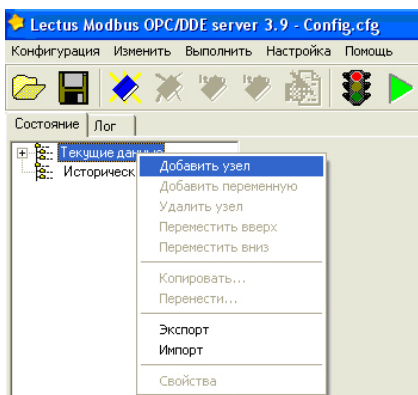 Lectus Modbus OPC/DDE server 3.9 - Config.cfg
Конфигурация Изменить Выполнить Настройка Помощь
Состояние Лог
Текущие данные
Историческ
Добавить узел
Добавить переменную
Удалить узел
Переместить вверх
Переместить вниз
Копировать...
Перенести...
Экспорт
Импорт
Свойства